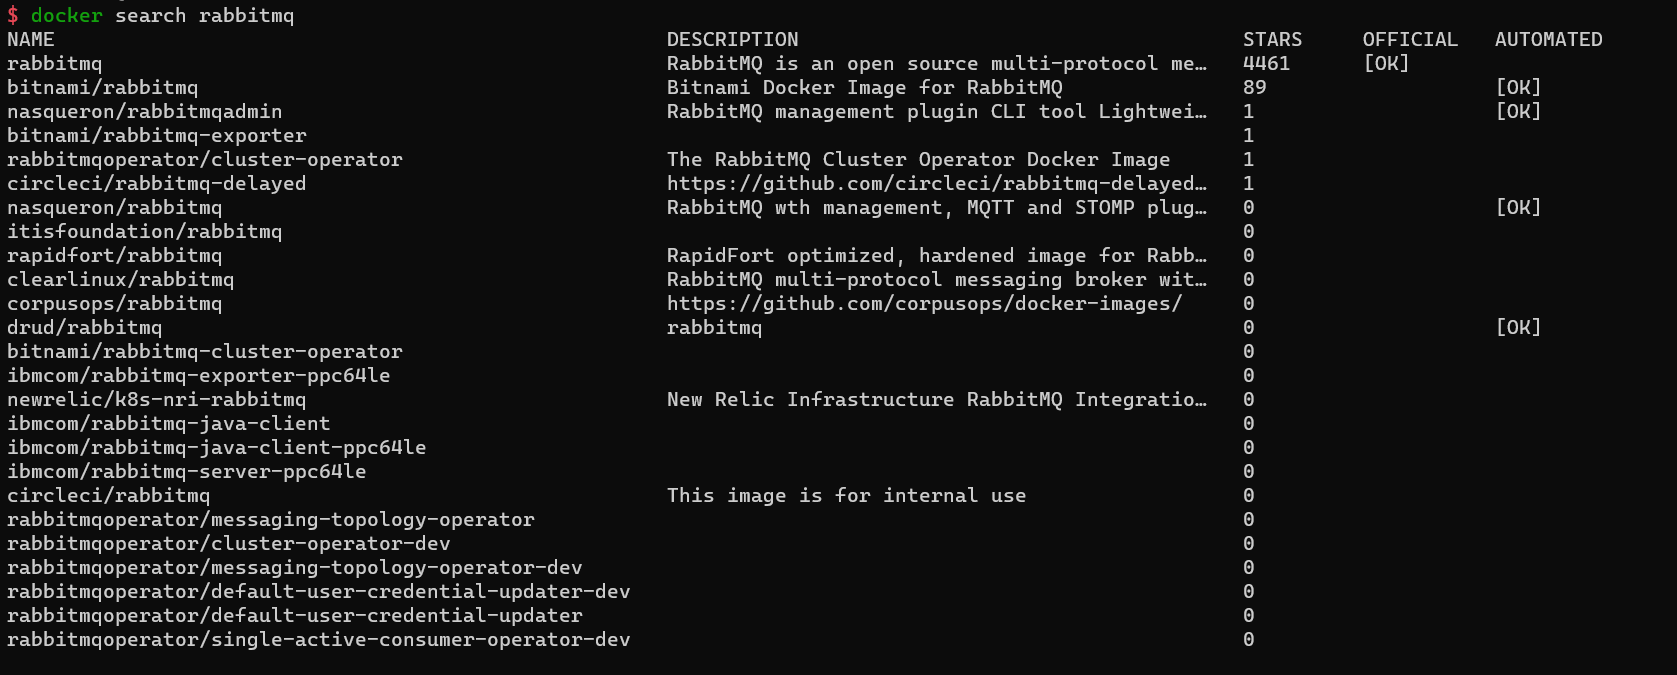 $ docker search rabbitmq
NAME DESCRIPTION STARS OFFICIAL AUTOMATED
rabbitmq RabbitMQ is an open source multi-protocol me… 4461 [OK]
bitnami/rabbitmq Bitnami Docker Image for RabbitMQ 89 [OK]
nasqueron/rabbitmqadmin RabbitMQ management plugin CLI tool Lightwei… 1 [OK]
bitnami/rabbitmq-exporter 1
rabbitmqoperator/cluster-operator The RabbitMQ Cluster Operator Docker Image 1
circleci/rabbitmq-delayed https://github.com/circleci/rabbitmq-delayed… 1
nasqueron/rabbitmq RabbitMQ wth management, MQTT and STOMP plug… 0 [OK]
itisfoundation/rabbitmq 0
rapidfort/rabbitmq RapidFort optimized, hardened image for Rabb… 0
clearlinux/rabbitmq RabbitMQ multi-protocol messaging broker wit… 0
corpusops/rabbitmq https://github.com/corpusops/docker-images/ 0
drud/rabbitmq rabbitmq 0 [OK]
bitnami/rabbitmq-cluster-operator 0
ibmcom/rabbitmq-exporter-ppc64le 0
newrelic/k8s-nri-rabbitmq New Relic Infrastructure RabbitMQ Integratio… 0
ibmcom/rabbitmq-java-client 0
ibmcom/rabbitmq-java-client-ppc64le 0
ibmcom/rabbitmq-server-ppc64le 0
circleci/rabbitmq This image is for internal use 0
rabbitmqoperator/messaging-topology-operator 0
rabbitmqoperator/cluster-operator-dev 0
rabbitmqoperator/messaging-topology-operator-dev 0
rabbitmqoperator/default-user-credential-updater-dev 0
rabbitmqoperator/default-user-credential-updater 0
rabbitmqoperator/single-active-consumer-operator-dev 0